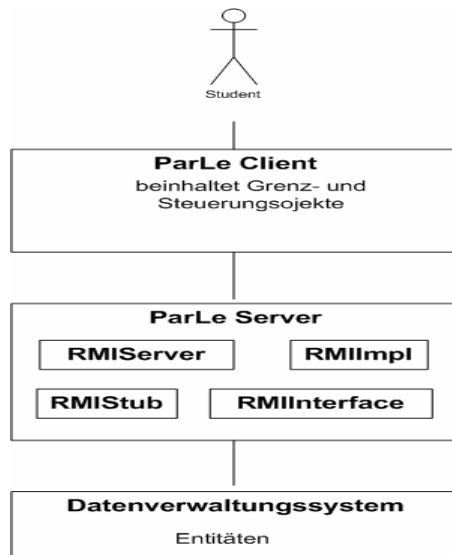 Student
ParLe Client
beinhaltet Grenz- und
Steuerungsojekte
ParLe Server
RMIServer
RMIImpl
RMIStub
RMIInterface
Datenverwaltungssystem
Entitäten